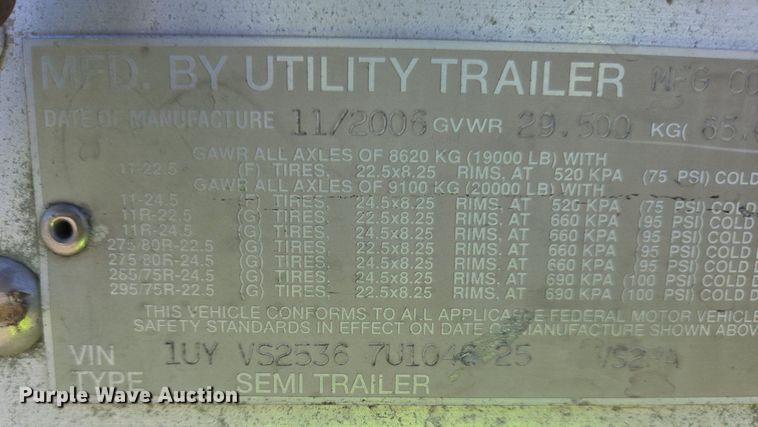 MFD. BY UTILITY TRAILER MFG CO
DATE OF MANUFACTURE 11/2006 GVWR 29.500 KG( 65.
GAWR ALL AXLES OF 8620 KG (19000 LB) WITH
11-22.5 (F) TIRES, 22.5x8.25 RIMS, AT 520 KPA (75 PSI) COLD
GAWR ALL AXLES OF 9100 KG (20000 LB) WITH
11-24.5 (F) TIRES, 24.5x8.25 RIMS, AT 520 KPA (75 PSI) COLD
11R-22.5 (G) TIRES, 22.5x8.25 RIMS, AT 660 KPA (95 PSI) COLD
11R-24.5 (G) TIRES, 24.5x8.25 RIMS, AT 660 KPA (95 PSI) COLD
275/80R-22.5 (G) TIRES, 22.5x8.25 RIMS, AT 660 KPA (95 PSI) COLD
275/80R-24.5 (G) TIRES, 24.5x8.25 RIMS, AT 660 KPA (95 PSI) COLD
285/75R-24.5 (G) TIRES, 24.5x8.25 RIMS, AT 690 KPA (100 PSI) COLD
295/75R-22.5 (G) TIRES, 22.5x8.25 RIMS, AT 690 KPA (100 PSI) COLD
THIS VEHICLE CONFORMS TO ALL APPLICABLE FEDERAL MOTOR VEHICLE
SAFETY STANDARDS IN EFFECT ON DATE OF MANUFACTURE SHOWN ABOVE
VIN 1UY VS2536 7U1046 25
TYPE SEMI TRAILER
Purple Wave Auction